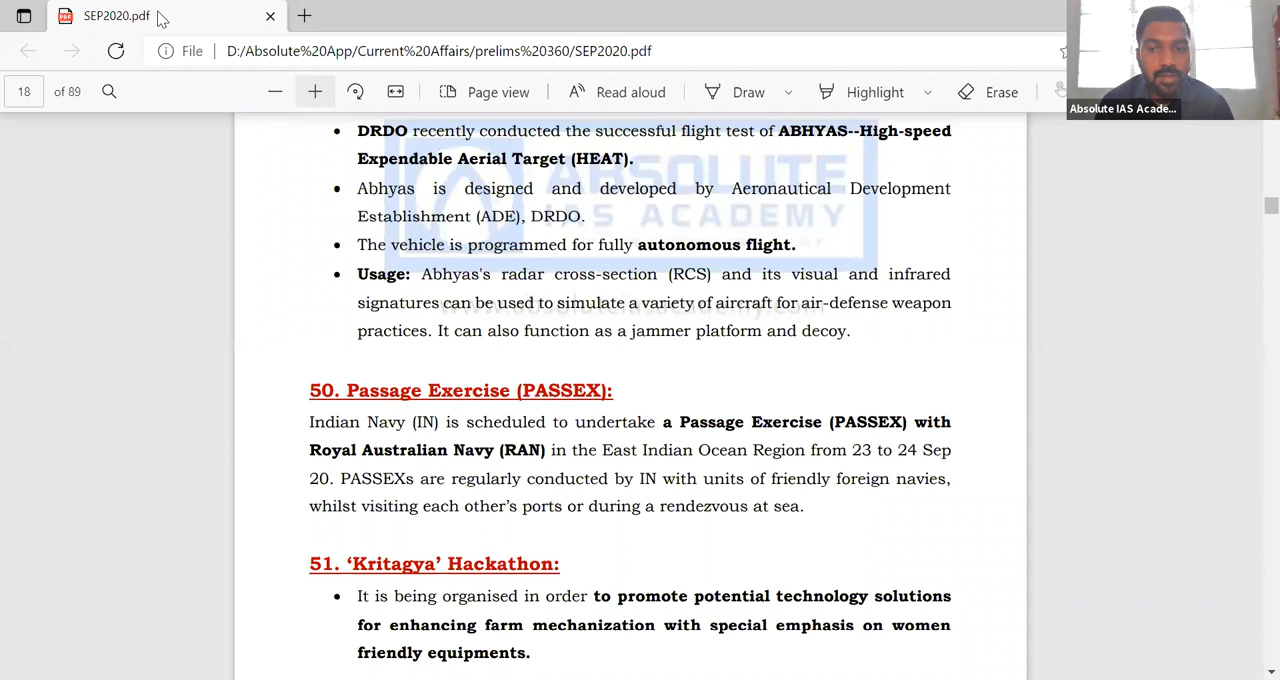 SEP2020.pdf
File D:/Absolute%20App/Current%20Affairs/prelims%20360/SEP2020.pdf
18 of 89 Page view Read aloud Draw Highlight Erase
Absolute IAS Acade...
• DRDO recently conducted the successful flight test of ABHYAS--High-speed
Expendable Aerial Target (HEAT).
• Abhyas is designed and developed by Aeronautical Development
Establishment (ADE), DRDO.
• The vehicle is programmed for fully autonomous flight.
• Usage: Abhyas's radar cross-section (RCS) and its visual and infrared
signatures can be used to simulate a variety of aircraft for air-defense weapon
practices. It can also function as a jammer platform and decoy.
ABSOLUTE
IAS ACADEMY
www.absoluteiasacademy.com
50. Passage Exercise (PASSEX):
Indian Navy (IN) is scheduled to undertake a Passage Exercise (PASSEX) with
Royal Australian Navy (RAN) in the East Indian Ocean Region from 23 to 24 Sep
20. PASSEXs are regularly conducted by IN with units of friendly foreign navies,
whilst visiting each other’s ports or during a rendezvous at sea.
51. ‘Kritagya’ Hackathon:
• It is being organised in order to promote potential technology solutions
for enhancing farm mechanization with special emphasis on women
friendly equipments.